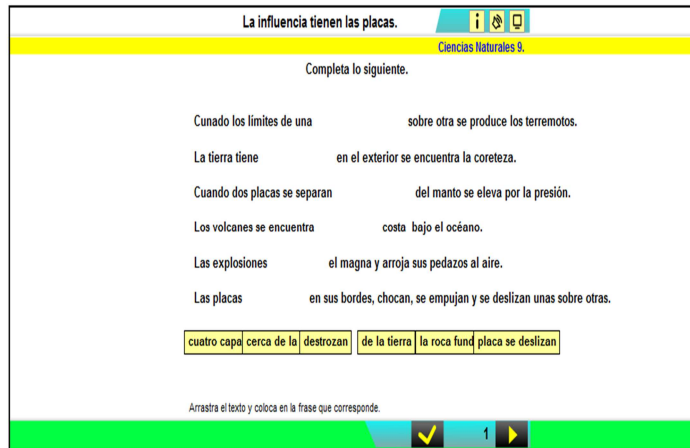 La influencia tienen las placas.
i
Ciencias Naturales 9.
Completa lo siguiente.
Cunado los límites de una sobre otra se produce los terremotos.
La tierra tiene en el exterior se encuentra la coreteza.
Cuando dos placas se separan del manto se eleva por la presión.
Los volcanes se encuentra costa bajo el océano.
Las explosiones el magna y arroja sus pedazos al aire.
Las placas en sus bordes, chocan, se empujan y se deslizan unas sobre otras.
cuatro capa cerca de la destrozan de la tierra la roca fund placa se deslizan
Arrastra el texto y coloca en la frase que corresponde.
1